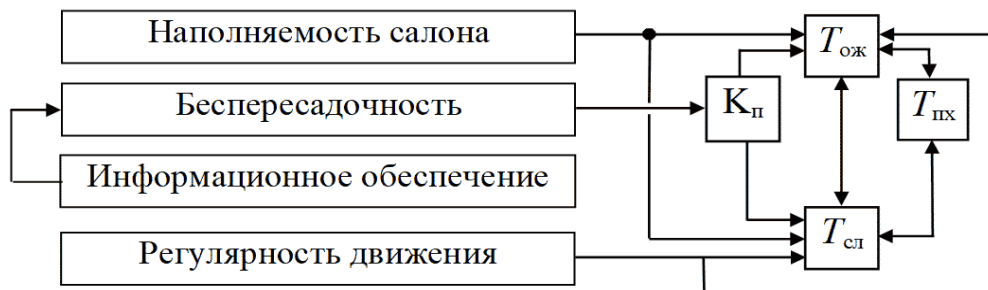 Наполняемость салона
Tож
Беспересадочность
Kп
Tпх
Информационное обеспечение
Регулярность движения
Tсл